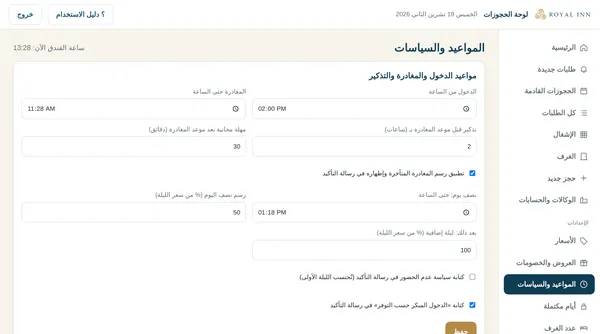 ROYAL INN
لوحة الحجوزات
الخميس 19 تشرين الثاني 2026
؟ دليل الاستخدام
خروج
الرئيسية
طلبات جديدة
الحجوزات القادمة
كل الطلبات
الإشغال
الغرف
حجز جديد
الوكالات والحسابات
الإعدادات
الأسعار
العروض والخصومات
المواعيد والسياسات
أيام مكتملة
عدد الغرف
المواعيد والسياسات
ساعة الفندق الآن: 13:28
مواعيد الدخول والمغادرة والتذكير
الدخول من الساعة
02:00 PM
المغادرة حتى الساعة
11:28 AM
تذكير قبل موعد المغادرة بـ (ساعات)
2
مهلة مجانية بعد موعد المغادرة (دقائق)
30
تطبيق رسم المغادرة المتأخرة وإظهاره في رسالة التأكيد
نصف يوم: حتى الساعة
01:18 PM
رسم نصف اليوم (% من سعر الليلة)
50
بعد ذلك: ليلة إضافية (% من سعر الليلة)
100
كتابة سياسة عدم الحضور في رسالة التأكيد (تُحتسب الليلة الأولى)
كتابة «الدخول المبكر حسب التوفر» في رسالة التأكيد
حفظ